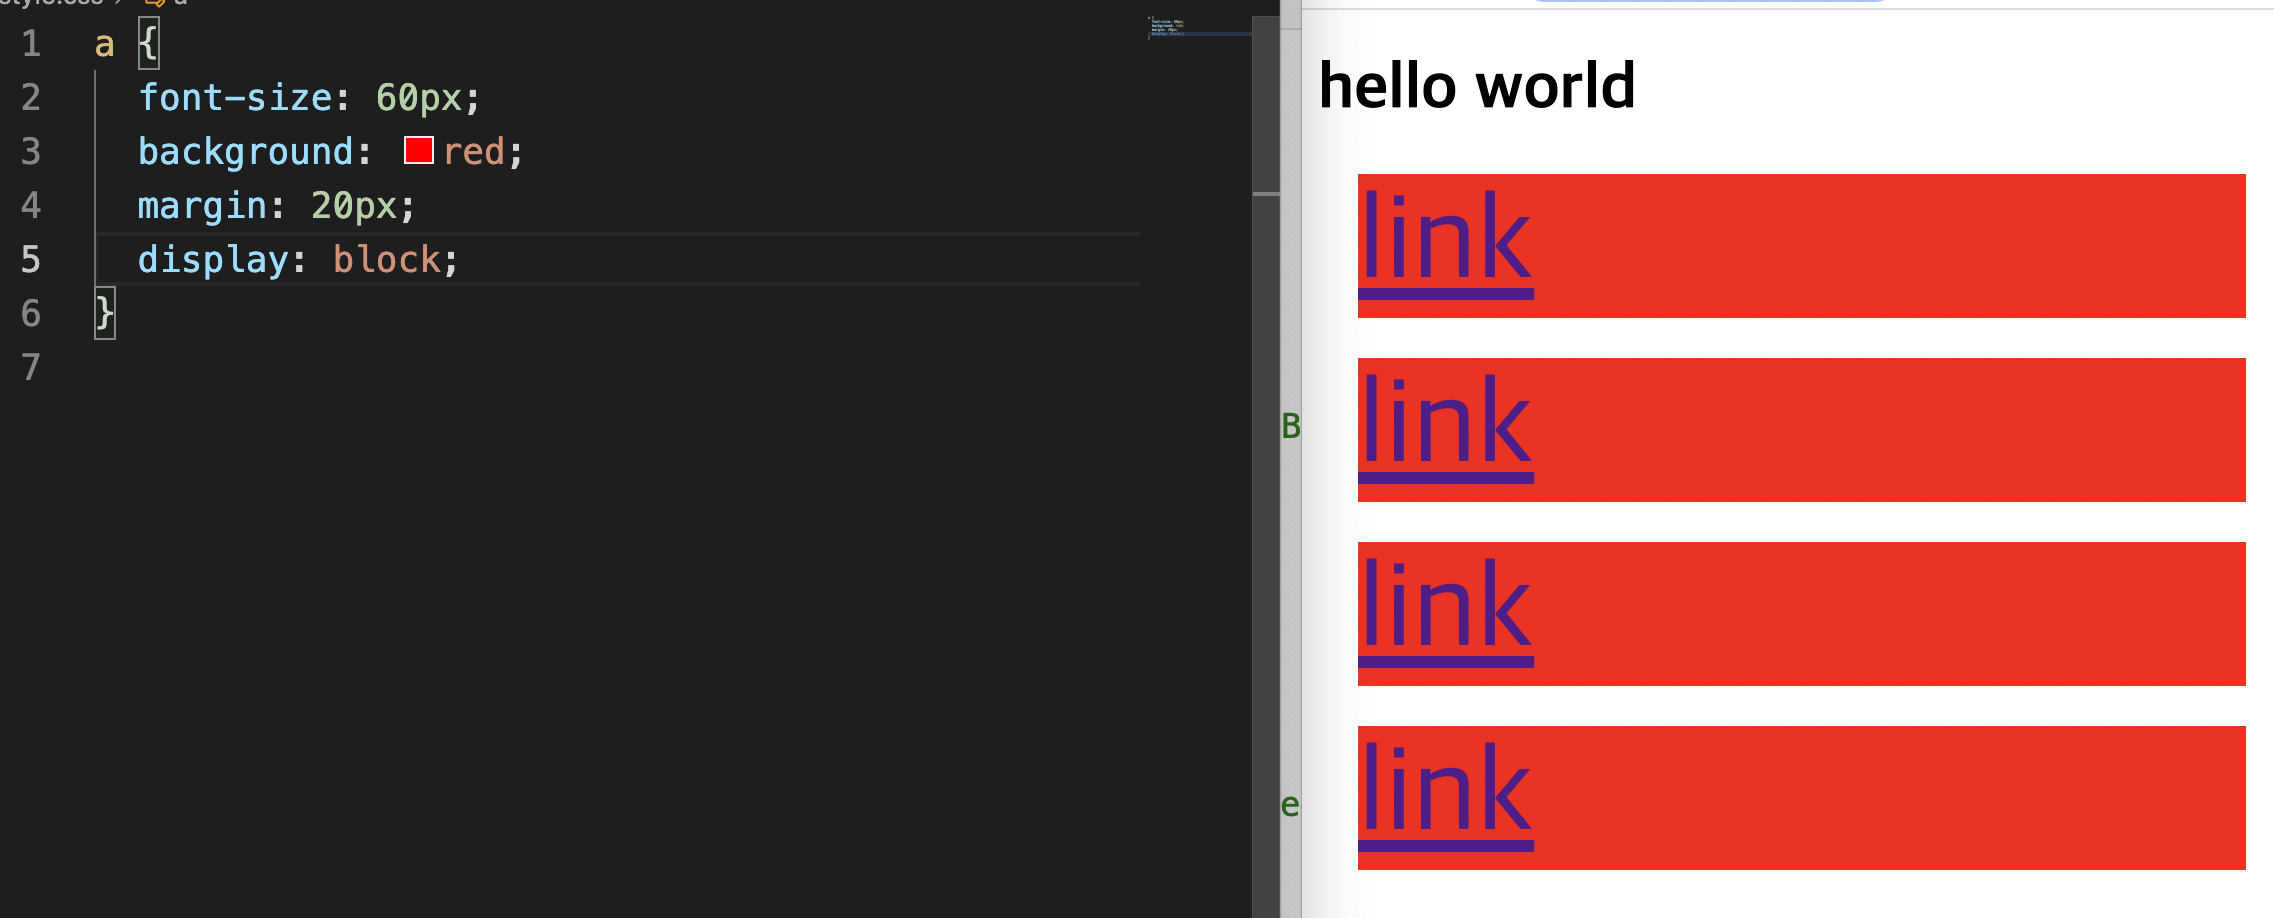 style.css › a
1 a {
2 font-size: 60px;
3 background: red;
4 margin: 20px;
5 display: block;
6 }
7
B
e
hello world
link
link
link
link